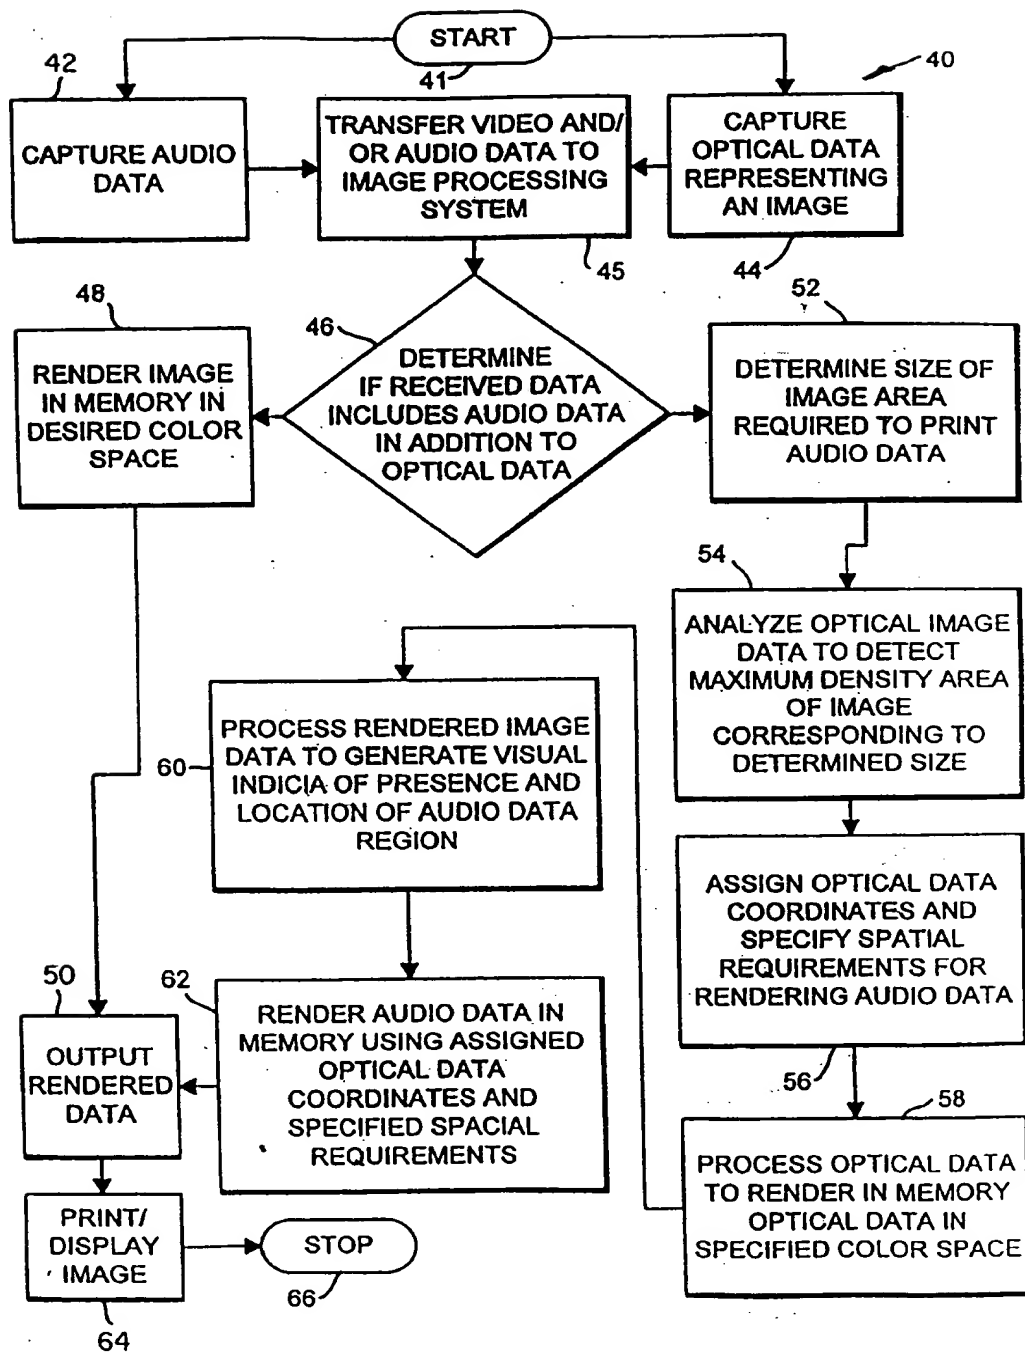 START
41
42
40
CAPTURE AUDIO
DATA
TRANSFER VIDEO AND/
OR AUDIO DATA TO
IMAGE PROCESSING
SYSTEM
45
CAPTURE
OPTICAL DATA
REPRESENTING
AN IMAGE
44
46
DETERMINE
IF RECEIVED DATA
INCLUDES AUDIO DATA
IN ADDITION TO
OPTICAL DATA
48
RENDER IMAGE
IN MEMORY IN
DESIRED COLOR
SPACE
52
DETERMINE SIZE OF
IMAGE AREA
REQUIRED TO PRINT
AUDIO DATA
54
ANALYZE OPTICAL IMAGE
DATA TO DETECT
MAXIMUM DENSITY AREA
OF IMAGE
CORRESPONDING TO
DETERMINED SIZE
ASSIGN OPTICAL DATA
COORDINATES AND
SPECIFY SPATIAL
REQUIREMENTS FOR
RENDERING AUDIO DATA
56
58
PROCESS OPTICAL DATA
TO RENDER IN MEMORY
OPTICAL DATA IN
SPECIFIED COLOR SPACE
60
PROCESS RENDERED IMAGE
DATA TO GENERATE VISUAL
INDICIA OF PRESENCE AND
LOCATION OF AUDIO DATA
REGION
62
RENDER AUDIO DATA IN
MEMORY USING ASSIGNED
OPTICAL DATA
COORDINATES AND
SPECIFIED SPACIAL
REQUIREMENTS
50
OUTPUT
RENDERED
DATA
PRINT/
DISPLAY
IMAGE
64
STOP
66